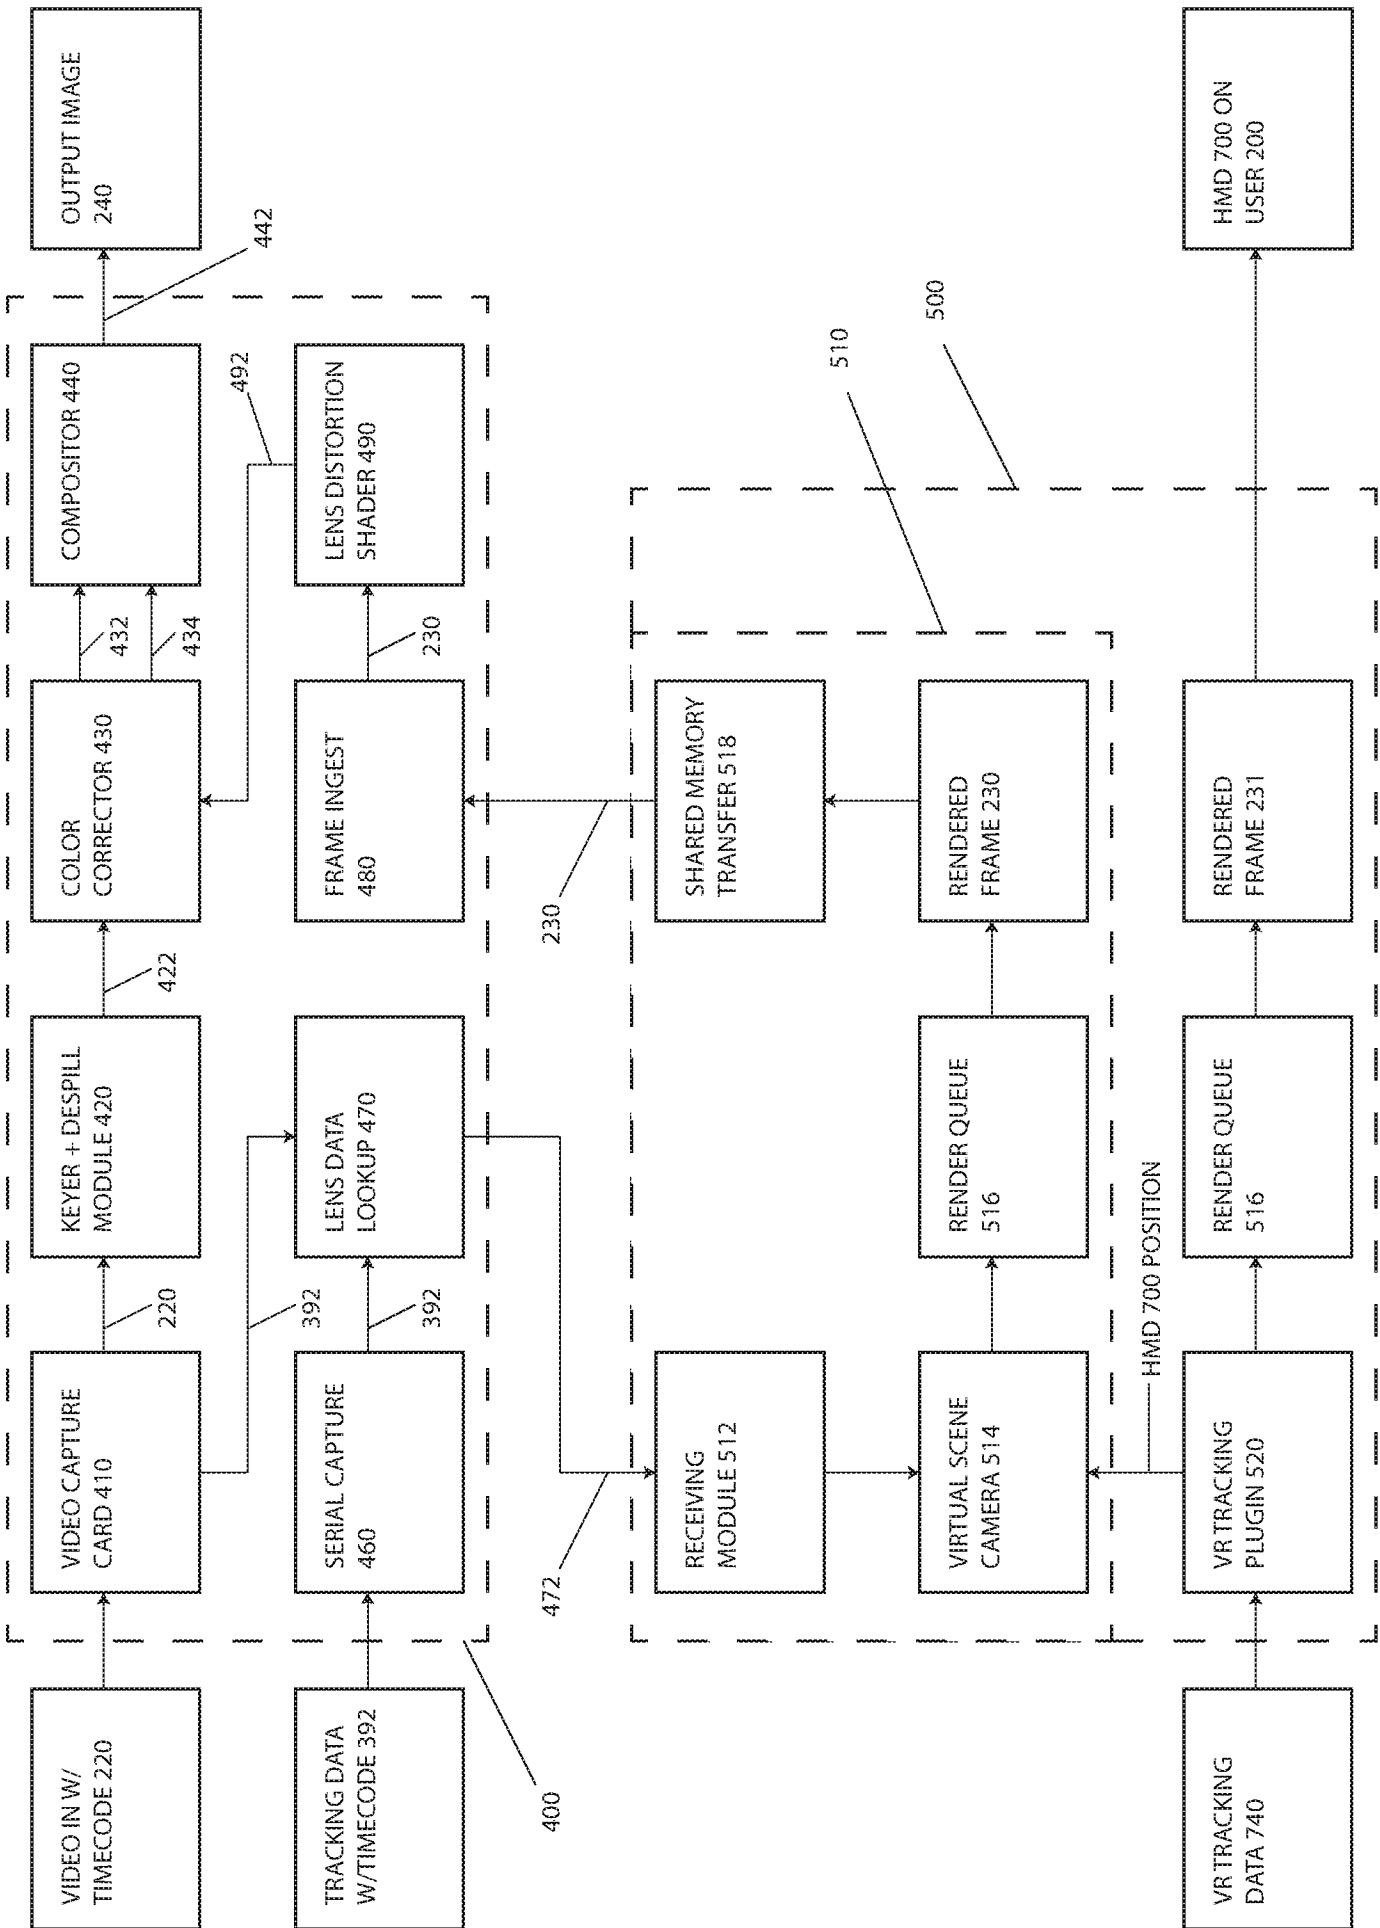 VIDEO IN W/
TIMECODE 220
VIDEO CAPTURE
CARD 410
220
KEYER + DESPILL
MODULE 420
422
COLOR
CORRECTOR 430
432
434
COMPOSITOR 440
442
OUTPUT IMAGE
240
392
492
TRACKING DATA
W/TIMECODE 392
SERIAL CAPTURE
460
392
LENS DATA
LOOKUP 470
FRAME INGEST
480
230
LENS DISTORTION
SHADER 490
400
472
230
RECEIVING
MODULE 512
SHARED MEMORY
TRANSFER 518
510
500
VIRTUAL SCENE
CAMERA 514
RENDER QUEUE
516
RENDERED
FRAME 230
HMD 700 POSITION
VR TRACKING
DATA 740
VR TRACKING
PLUGIN 520
RENDER QUEUE
516
RENDERED
FRAME 231
HMD 700 ON
USER 200